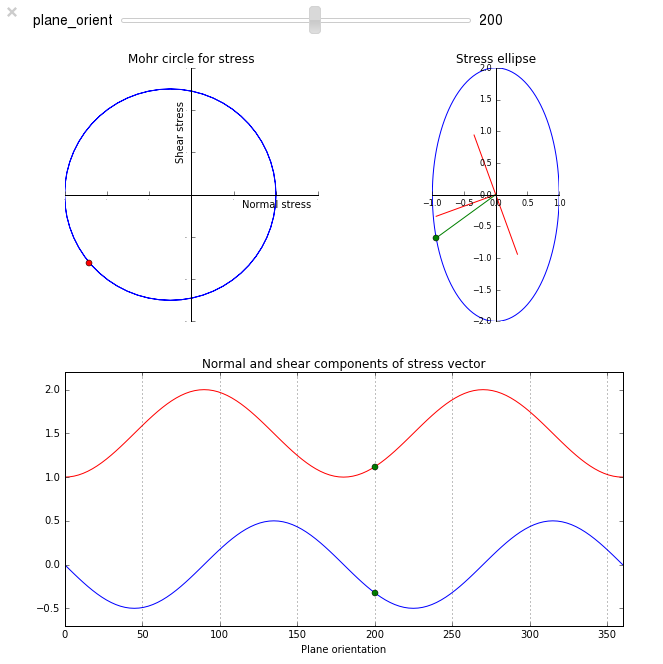 × plane_orient 200
Mohr circle for stress
Shear stress
Normal stress
Stress ellipse
2.0
1.5
1.0
0.5
0.0
−1.0 −0.5 0.0 0.5 1.0
−0.5
−1.0
−1.5
−2.0
Normal and shear components of stress vector
2.0
1.5
1.0
0.5
0.0
−0.5
0 50 100 150 200 250 300 350
Plane orientation